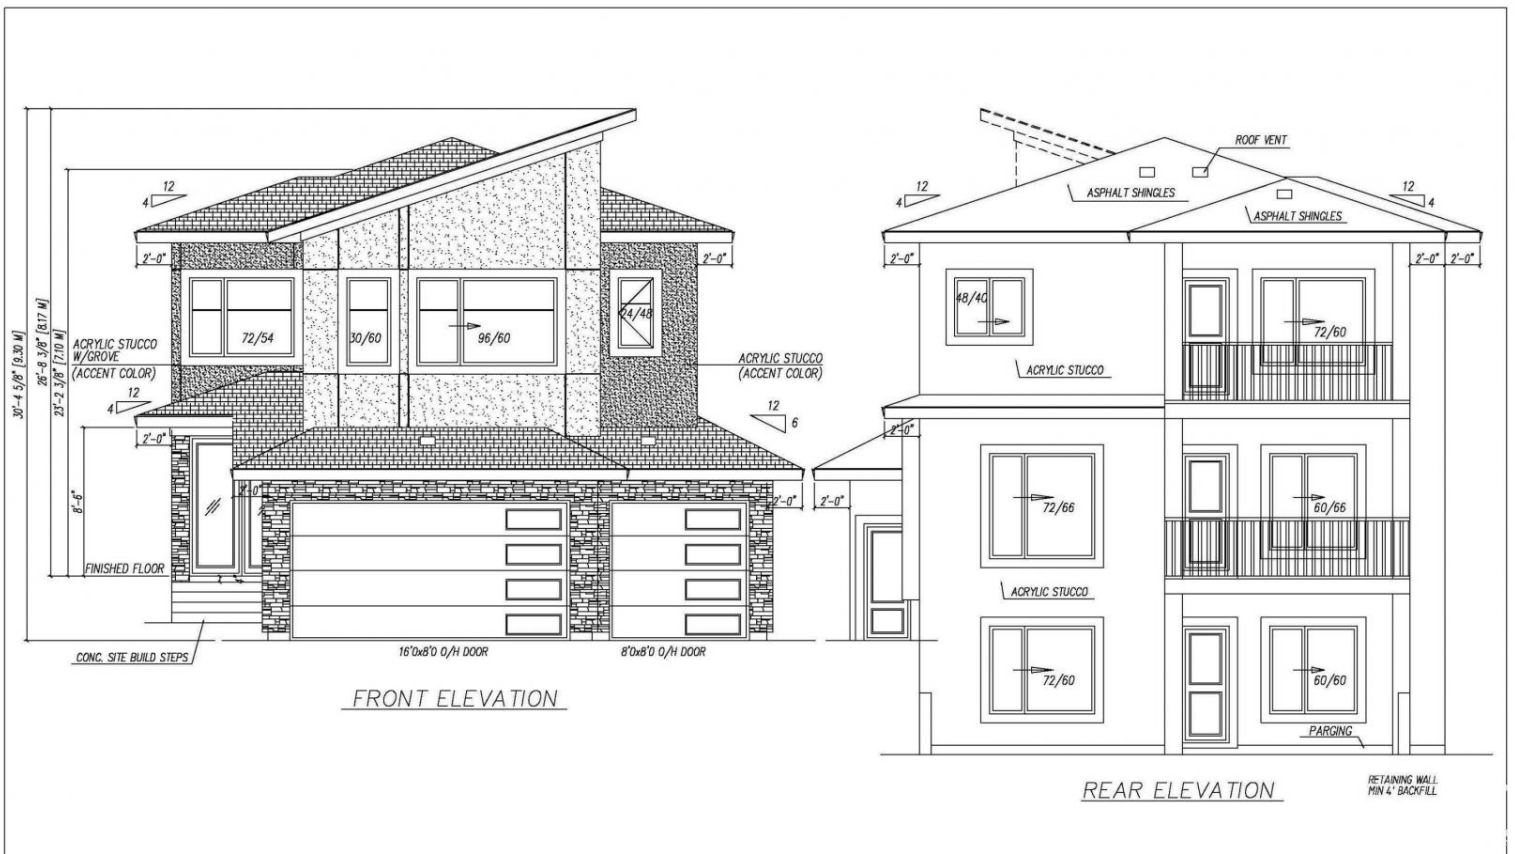 30'-4 5/8" [9.30 M]
26'-8 3/8" [8.17 M]
23'-2 3/8" [7.10 M]
12
4
2'-0"
2'-0"
72/54
30/60
96/60
24/48
ACRYLIC STUCCO
W/GROVE
(ACCENT COLOR)
ACRYLIC STUCCO
(ACCENT COLOR)
12
4
12
6
2'-0"
8'-6"
2'-0"
2'-0"
FINISHED FLOOR
CONC. SITE BUILD STEPS
16'0x8'0 O/H DOOR
8'0x8'0 O/H DOOR
FRONT ELEVATION
ROOF VENT
12
4
ASPHALT SHINGLES
12
4
ASPHALT SHINGLES
2'-0"
2'-0"
2'-0"
48/40
72/60
ACRYLIC STUCCO
2'-0"
2'-0"
72/66
60/66
ACRYLIC STUCCO
72/60
60/60
PARGING
REAR ELEVATION
RETAINING WALL
MIN 4' BACKFILL